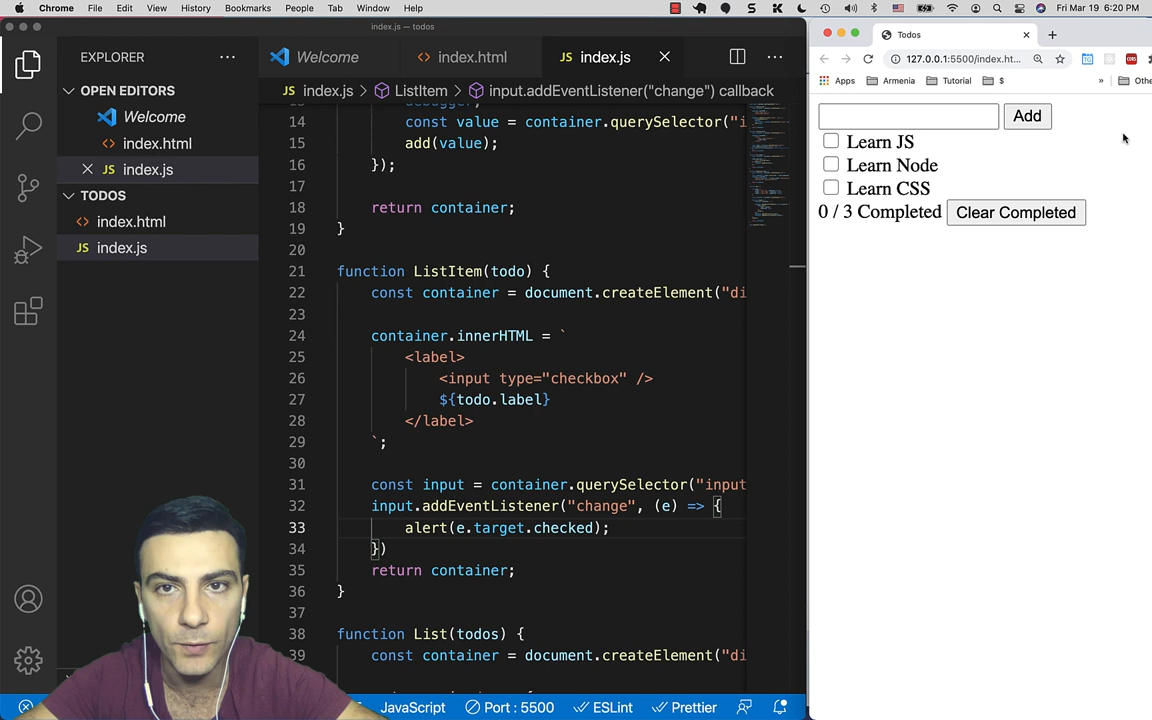 Chrome File Edit View History Bookmarks People Tab Window Help Fri Mar 19 6:20 PM
index.js — todos
EXPLORER
OPEN EDITORS
Welcome
index.html
JS index.js
TODOS
index.html
JS index.js
Welcome
index.html
JS index.js
JS index.js > ListItem > input.addEventListener("change") callback
debugger;
14 const value = container.querySelector("i
15 add(value);
16 });
17
18 return container;
19 }
20
21 function ListItem(todo) {
22 const container = document.createElement("di
23
24 container.innerHTML = `
25 <label>
26 <input type="checkbox" />
27 ${todo.label}
28 </label>
29 `;
30
31 const input = container.querySelector("input
32 input.addEventListener("change", (e) => {
33 alert(e.target.checked);
34 })
35 return container;
36 }
37
38 function List(todos) {
39 const container = document.createElement("di
JavaScript Port : 5500 ESLint Prettier
Todos
127.0.0.1:5500/index.ht...
Apps Armenia Tutorial $ » Othe
Add
Learn JS
Learn Node
Learn CSS
0 / 3 Completed Clear Completed